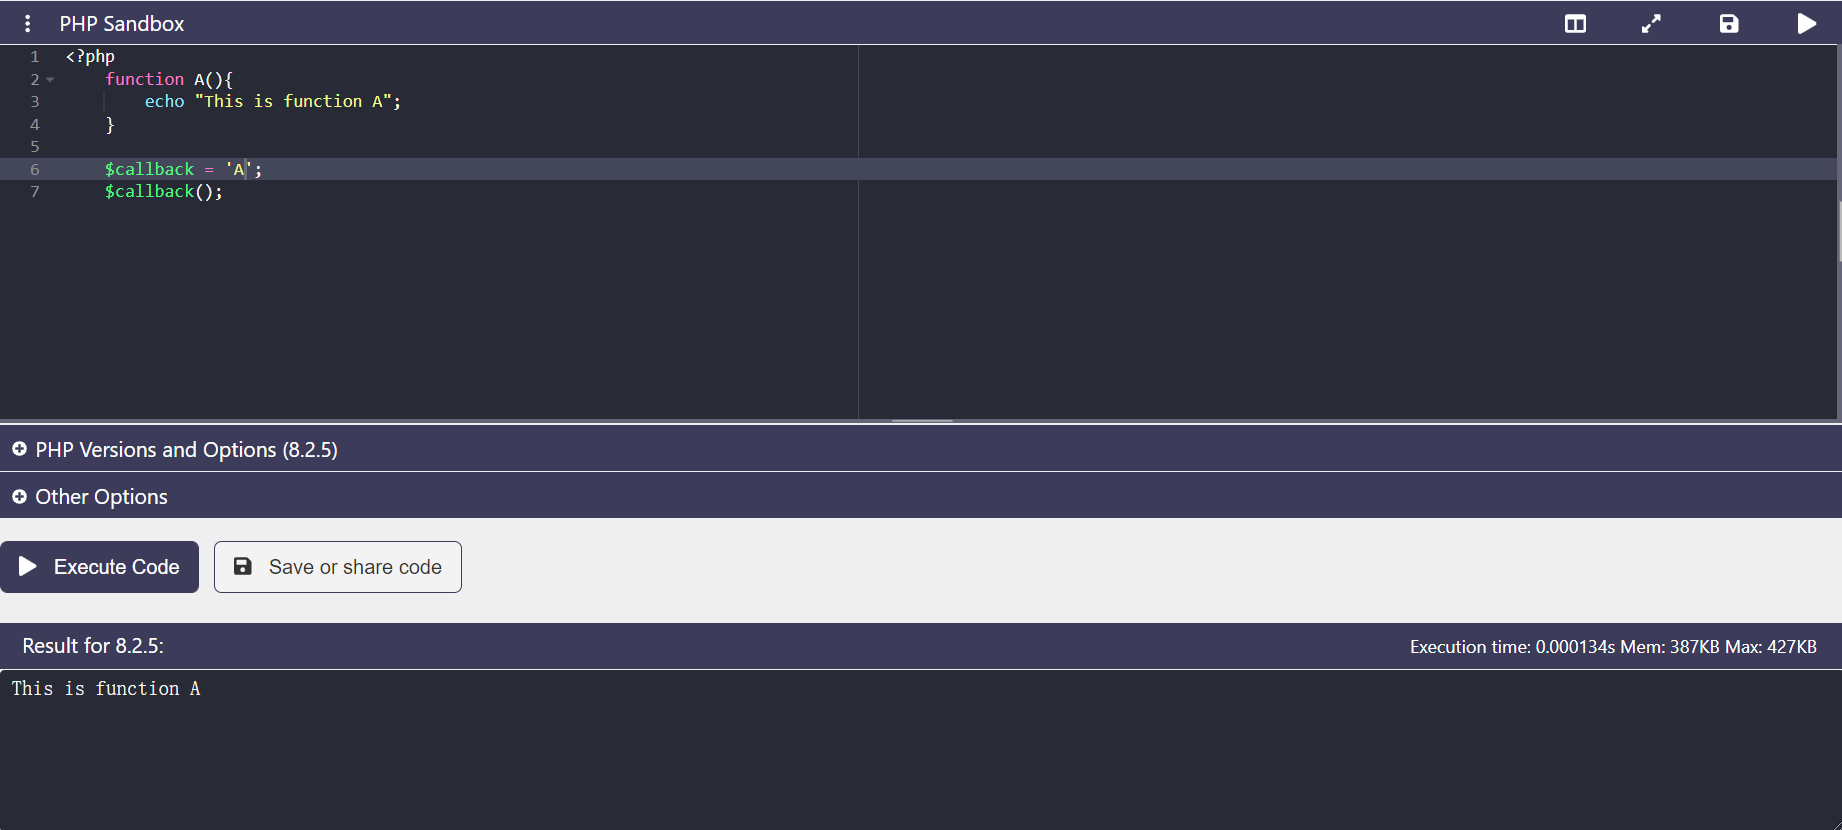 PHP Sandbox
1 <?php
2 function A(){
3 echo "This is function A";
4 }
5
6 $callback = 'A';
7 $callback();
PHP Versions and Options (8.2.5)
Other Options
Execute Code
Save or share code
Result for 8.2.5:
Execution time: 0.000134s Mem: 387KB Max: 427KB
This is function A